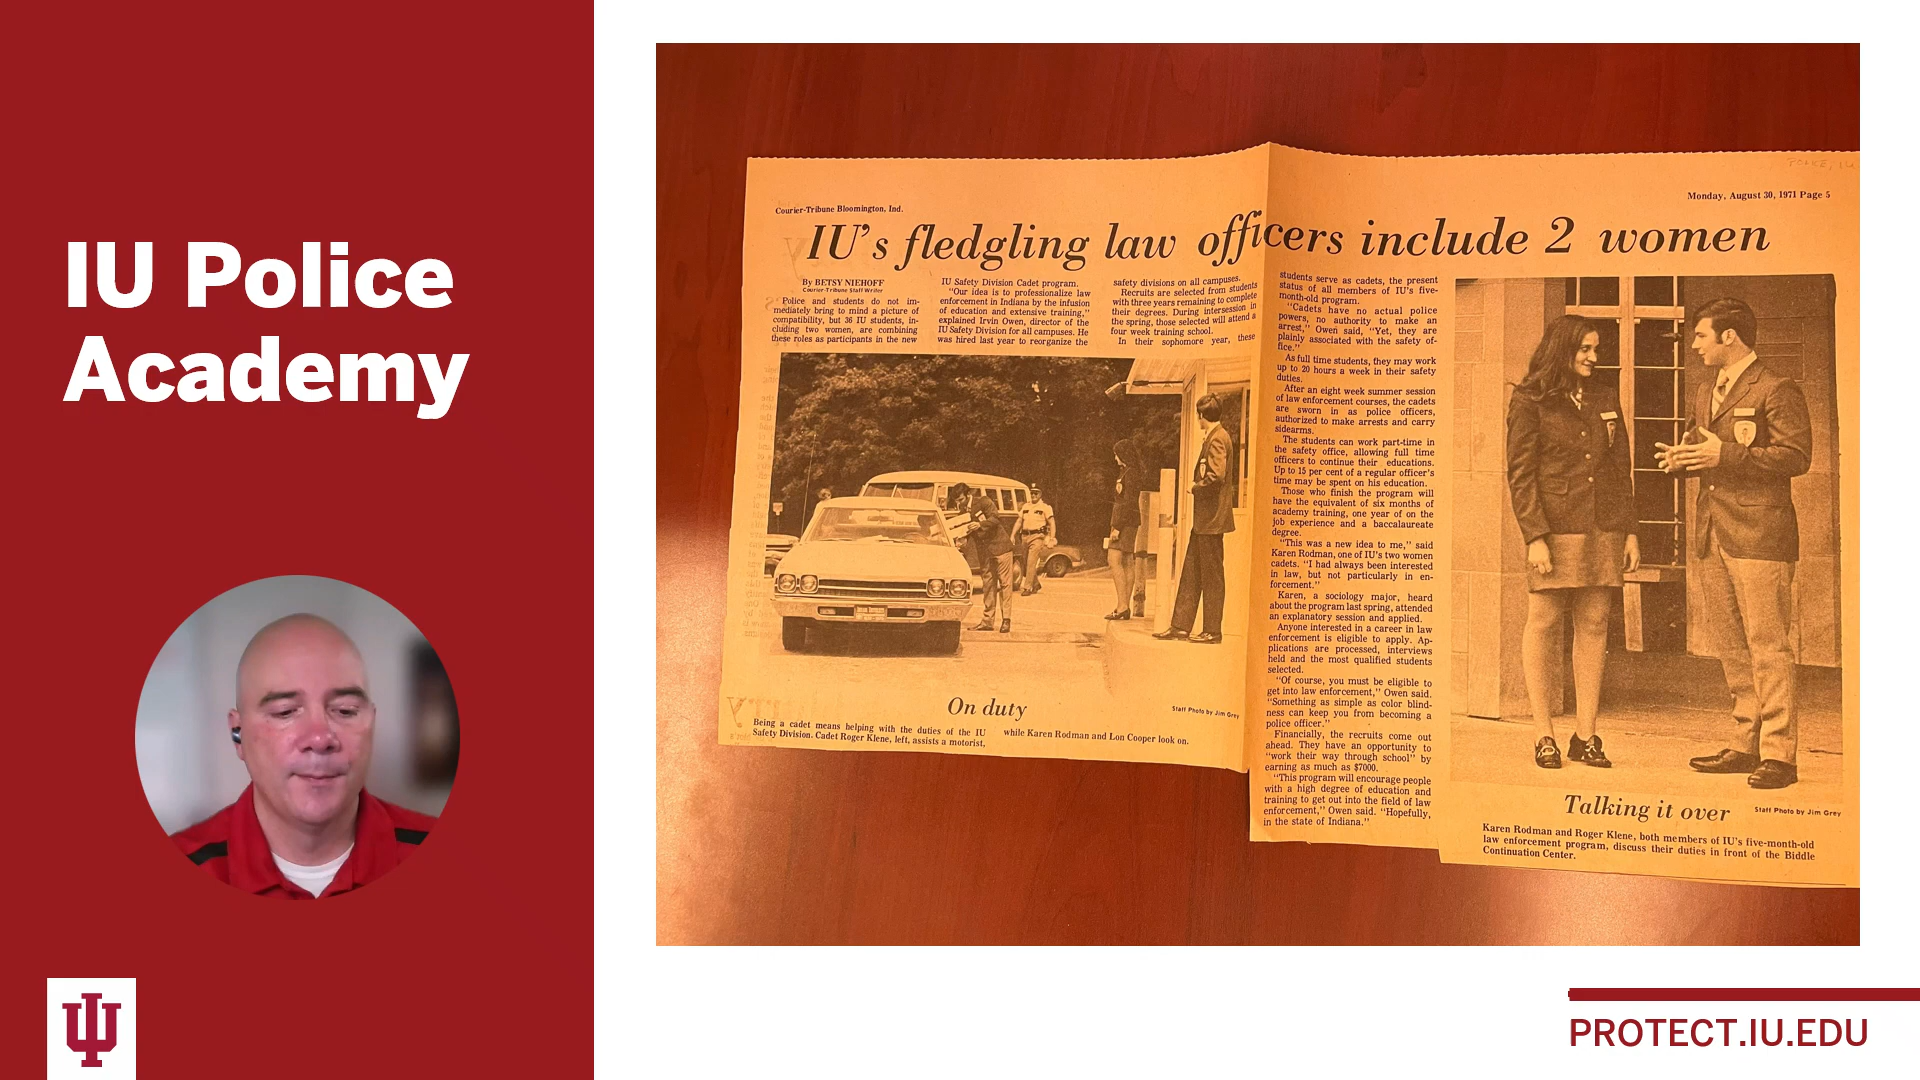 IU Police
Academy
POLICE, IU
Courier-Tribune Bloomington, Ind.
Monday, August 30, 1971 Page 5
IU's fledgling law officers include 2 women
By BETSY NIEHOFF
Courier-Tribune Staff Writer
Police and students do not im-
mediately bring to mind a picture of
compatibility, but 36 IU students, in-
cluding two women, are combining
these roles as participants in the new
IU Safety Division Cadet program.
"Our idea is to professionalize law
enforcement in Indiana by the infusion
of education and extensive training,"
explained Irvin Owen, director of the
IU Safety Division for all campuses. He
was hired last year to reorganize the
safety divisions on all campuses.
Recruits are selected from students
with three years remaining to complete
their degrees. During intersession in
the spring, those selected will attend a
four week training school.
In their sophomore year, these
students serve as cadets, the present
status of all members of IU's five-
month-old program.
"Cadets have no actual police
powers, no authority to make an
arrest," Owen said, "Yet, they are
plainly associated with the safety of-
fice."
As full time students, they may work
up to 20 hours a week in their safety
duties.
After an eight week summer session
of law enforcement courses, the cadets
are sworn in as police officers,
authorized to make arrests and carry
sidearms.
The students can work part-time in
the safety office, allowing full time
officers to continue their educations.
Up to 15 per cent of a regular officer's
time may be spent on his education.
Those who finish the program will
have the equivalent of six months of
academy training, one year of on the
job experience and a baccalaureate
degree.
"This was a new idea to me," said
Karen Rodman, one of IU's two women
cadets. "I had always been interested
in law, but not particularly in en-
forcement."
Karen, a sociology major, heard
about the program last spring, attended
an explanatory session and applied.
Anyone interested in a career in law
enforcement is eligible to apply. Ap-
plications are processed, interviews
held and the most qualified students
selected.
"Of course, you must be eligible to
get into law enforcement," Owen said.
"Something as simple as color blind-
ness can keep you from becoming a
police officer."
Financially, the recruits come out
ahead. They have an opportunity to
"work their way through school" by
earning as much as $7000.
"This program will encourage people
with a high degree of education and
training to get out into the field of law
enforcement," Owen said. "Hopefully,
in the state of Indiana."
On duty
Staff Photo by Jim Grey
Being a cadet means helping with the duties of the IU
Safety Division. Cadet Roger Klene, left, assists a motorist,
while Karen Rodman and Lon Cooper look on.
Talking it over
Staff Photo by Jim Grey
Karen Rodman and Roger Klene, both members of IU's five-month-old
law enforcement program, discuss their duties in front of the Biddle
Continuation Center.
PROTECT.IU.EDU